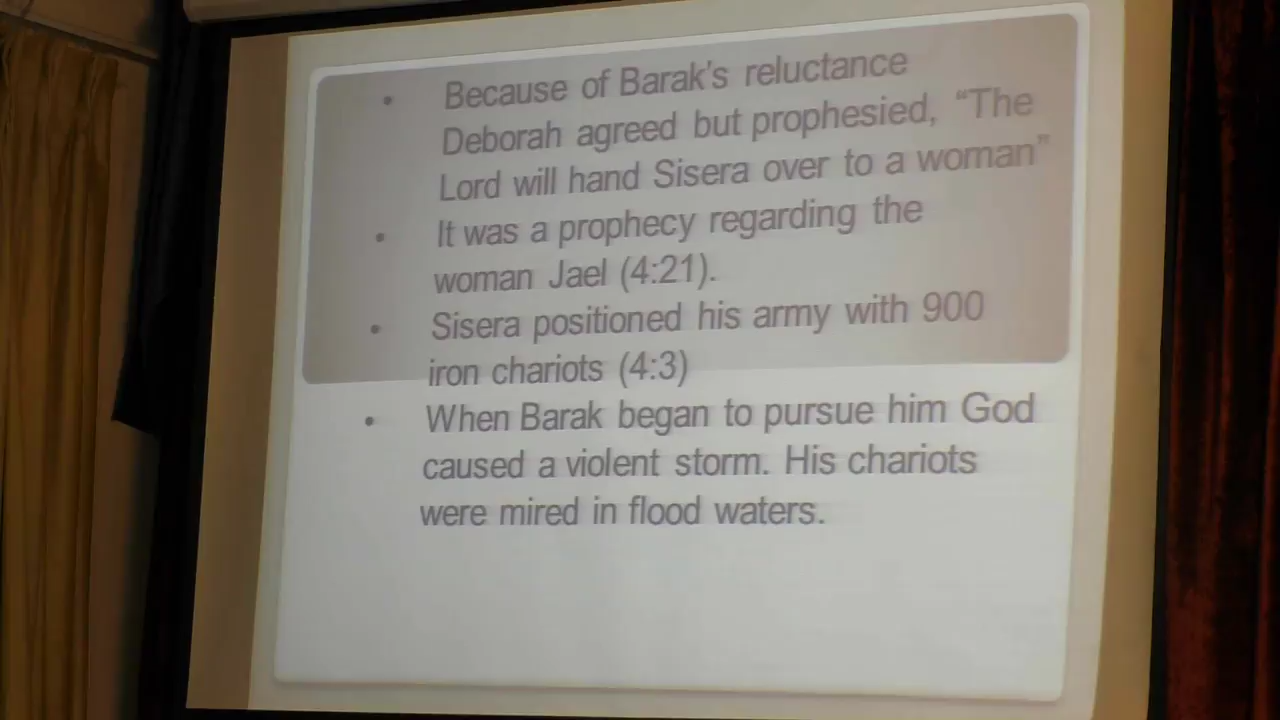 • Because of Barak's reluctance
Deborah agreed but prophesied, “The
Lord will hand Sisera over to a woman”
• It was a prophecy regarding the
woman Jael (4:21).
• Sisera positioned his army with 900
iron chariots (4:3)
• When Barak began to pursue him God
caused a violent storm. His chariots
were mired in flood waters.